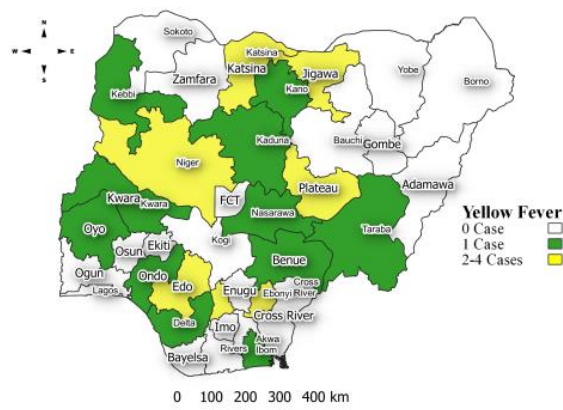 N
W E
S
Sokoto
Katsina
Katsina
Jigawa
Zamfara
Yobe
Borno
Kebbi
Kano
Kaduna
Bauchi
Gombe
Niger
Adamawa
Plateau
Kwara
Kwara
FCT
Nasarawa
Taraba
Oyo
Kogi
Osun
Ekiti
Benue
Ogun
Ondo
Lagos
Edo
Enugu
Ebonyi
Cross
River
Cross River
Delta
Imo
Akwa
Ibom
Rivers
Bayelsa
Yellow Fever
0 Case
1 Case
2-4 Cases
0 100 200 300 400 km